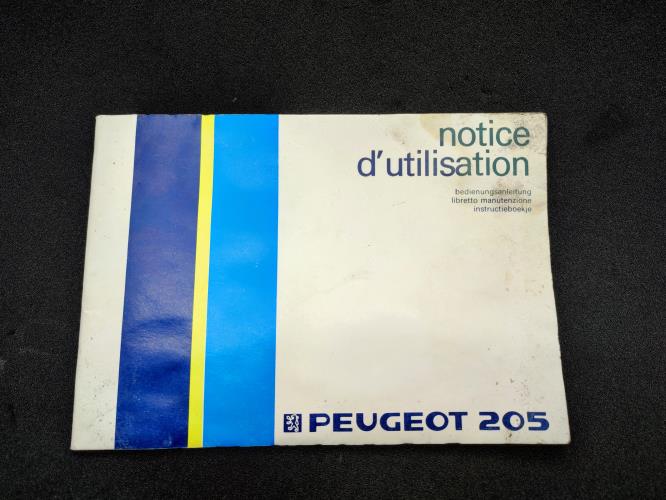 notice
d'utilisation
bedienungsanleitung
libretto manutenzione
instructieboekje
PEUGEOT 205